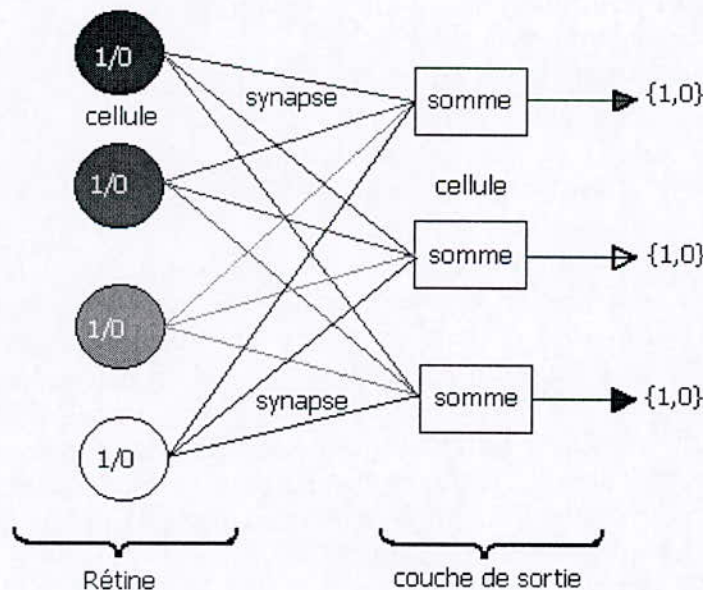 1/0
cellule
1/0
1/0
1/0
synapse
synapse
somme
cellule
somme
somme
{1,0}
{1,0}
{1,0}
Rétine
couche de sortie